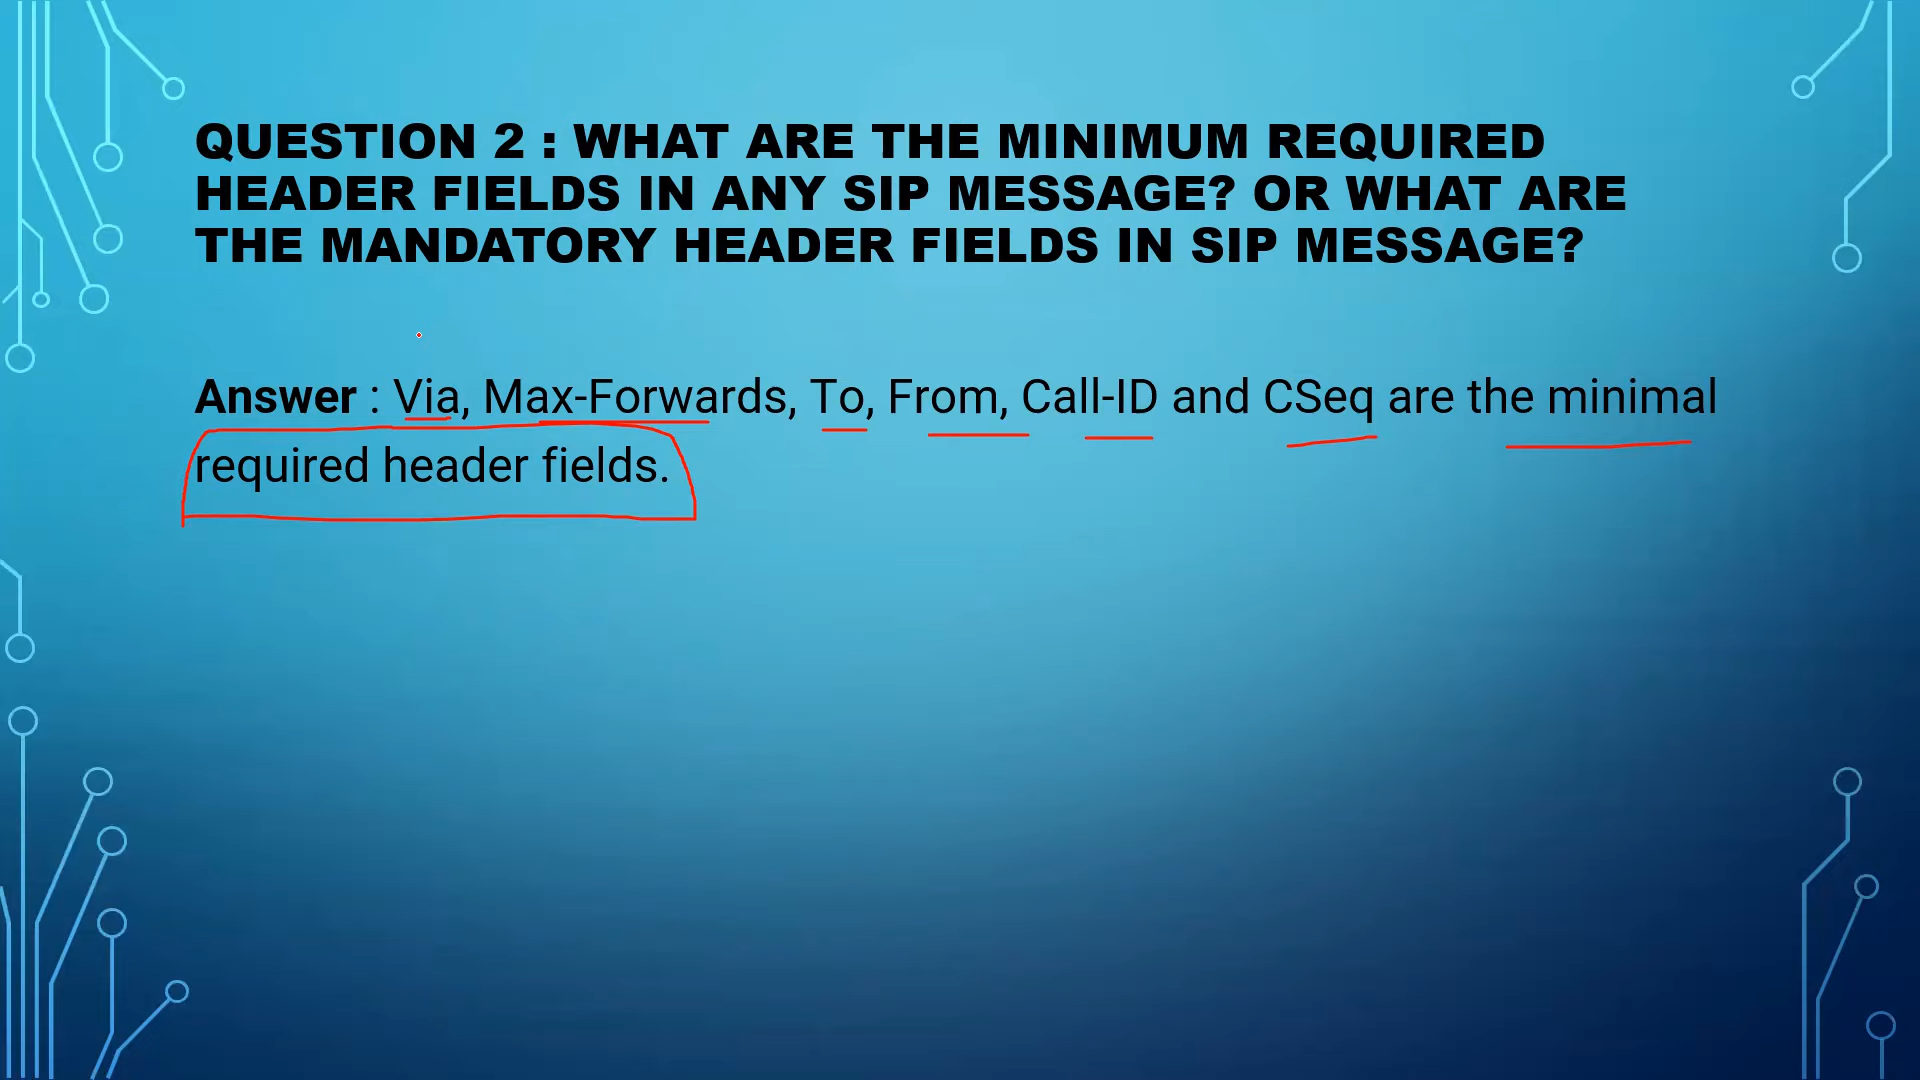 QUESTION 2 : WHAT ARE THE MINIMUM REQUIRED
HEADER FIELDS IN ANY SIP MESSAGE? OR WHAT ARE
THE MANDATORY HEADER FIELDS IN SIP MESSAGE?
Answer : Via, Max-Forwards, To, From, Call-ID and CSeq are the minimal
required header fields.